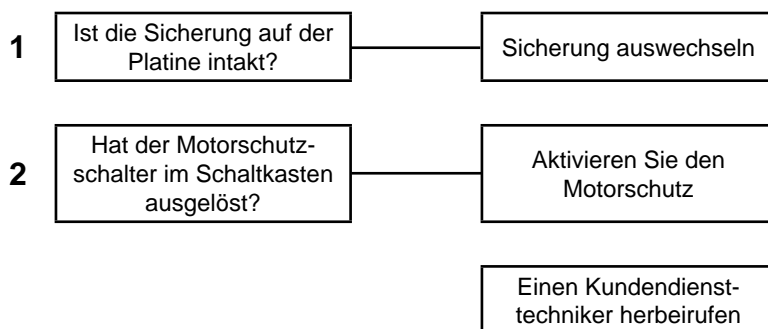 1
Ist die Sicherung auf der
Platine intakt?
Sicherung auswechseln
2
Hat der Motorschutz-
schalter im Schaltkasten
ausgelöst?
Aktivieren Sie den
Motorschutz
Einen Kundendienst-
techniker herbeirufen